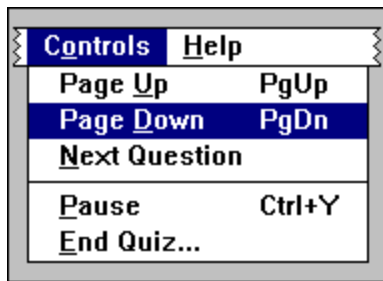 Controls Help
Page Up PgUp
Page Down PgDn
Next Question
Pause Ctrl+Y
End Quiz...